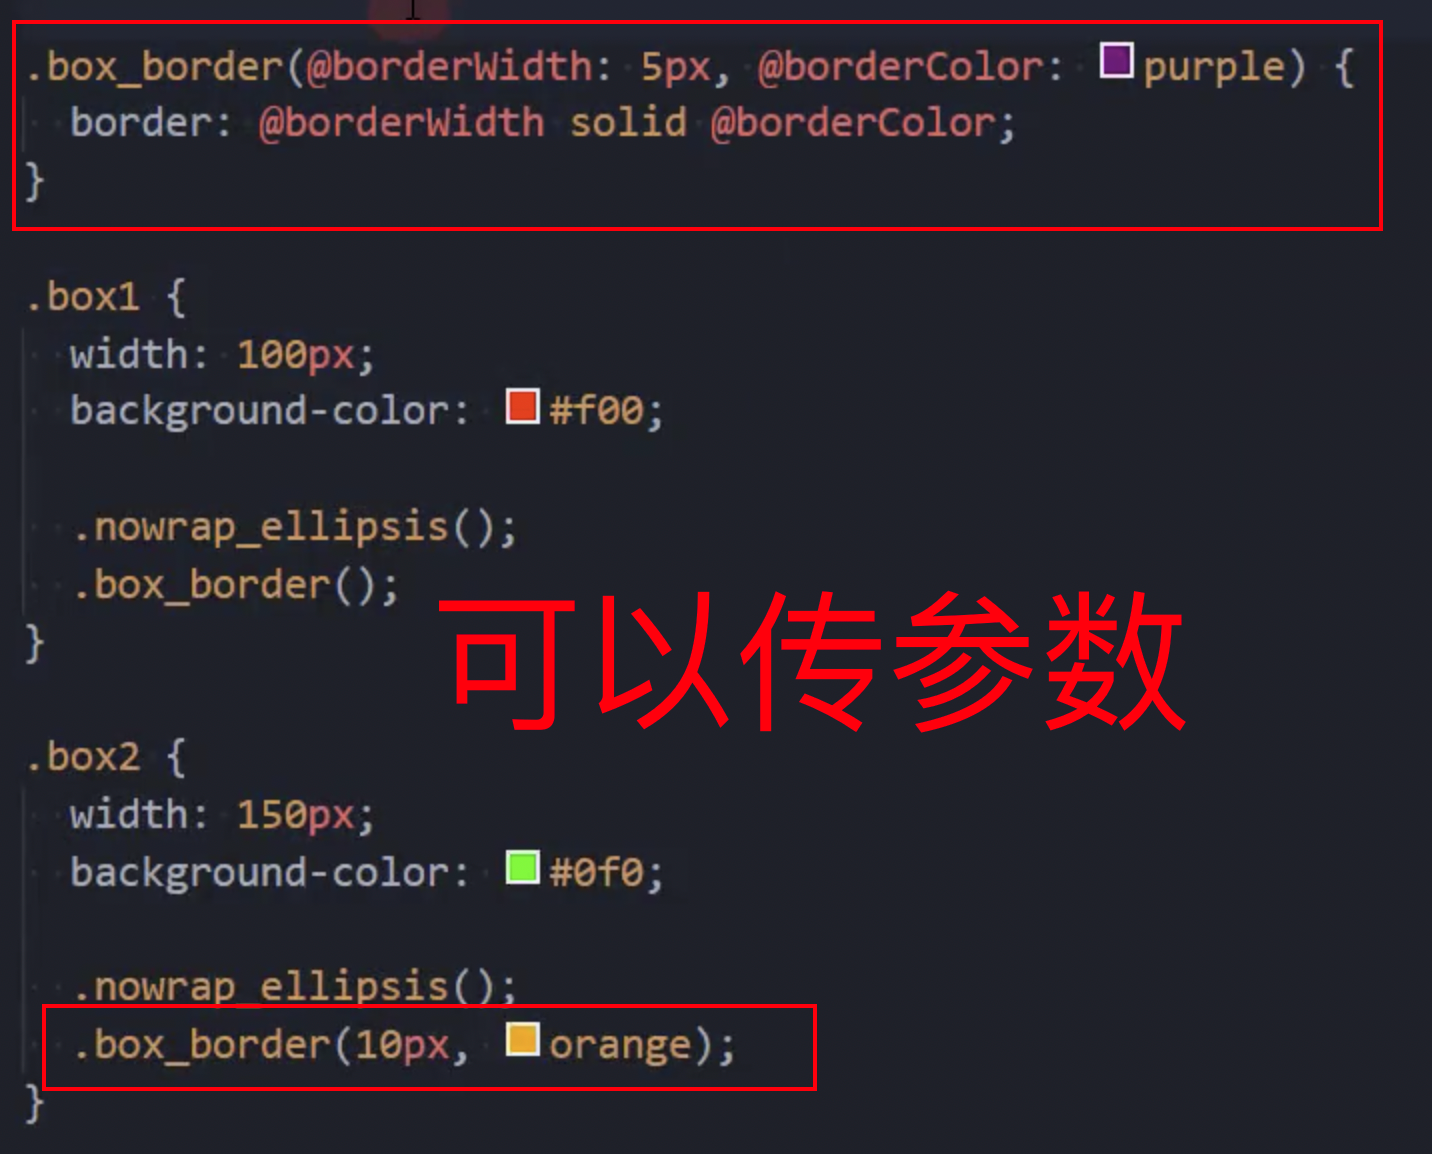 .box_border(@borderWidth: 5px, @borderColor: purple) {
border: @borderWidth solid @borderColor;
}
.box1 {
width: 100px;
background-color: #f00;
.nowrap_ellipsis();
.box_border();
}
可以传参数
.box2 {
width: 150px;
background-color: #0f0;
.nowrap_ellipsis();
.box_border(10px, orange);
}